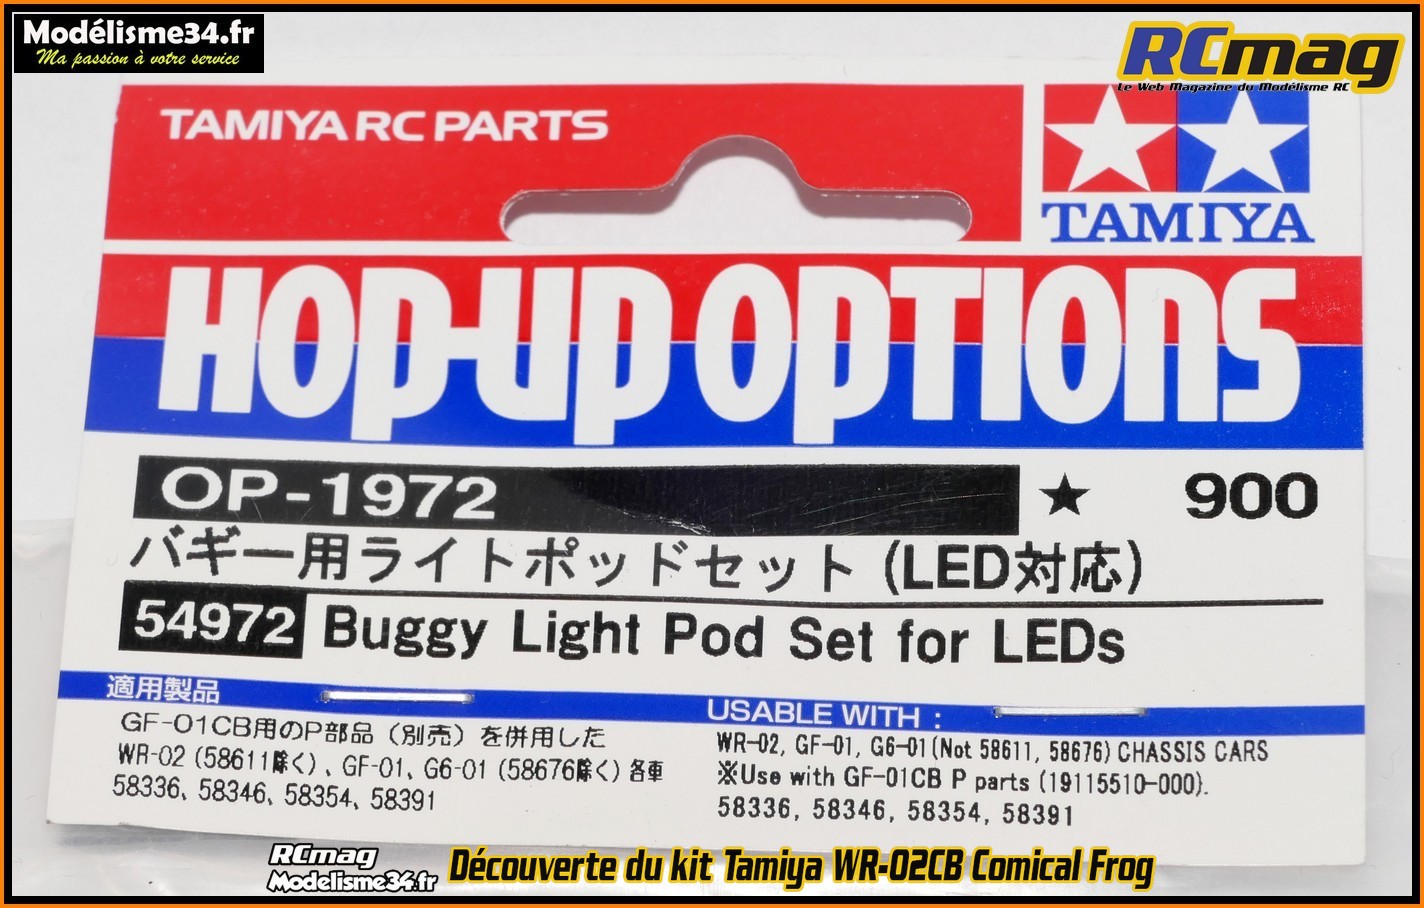 Modélisme34.fr
Ma passion à votre service
RCmag
Le Web Magazine du Modélisme RC
TAMIYA RC PARTS
TAMIYA
HOP-UP OPTIONS
OP-1972 ★ 900
バギー用ライトポッドセット (LED対応)
54972 Buggy Light Pod Set for LEDs
適用製品
GF-01CB用のP部品（別売）を併用した
WR-02 (58611除く)、GF-01、G6-01 (58676除く) 各車
58336、58346、58354、58391
USABLE WITH :
WR-02, GF-01, G6-01 (Not 58611, 58676) CHASSIS CARS
※Use with GF-01CB P parts (19115510-000).
58336, 58346, 58354, 58391
RCmag
Modelisme34.fr
Découverte du kit Tamiya WR-02CB Comical Frog